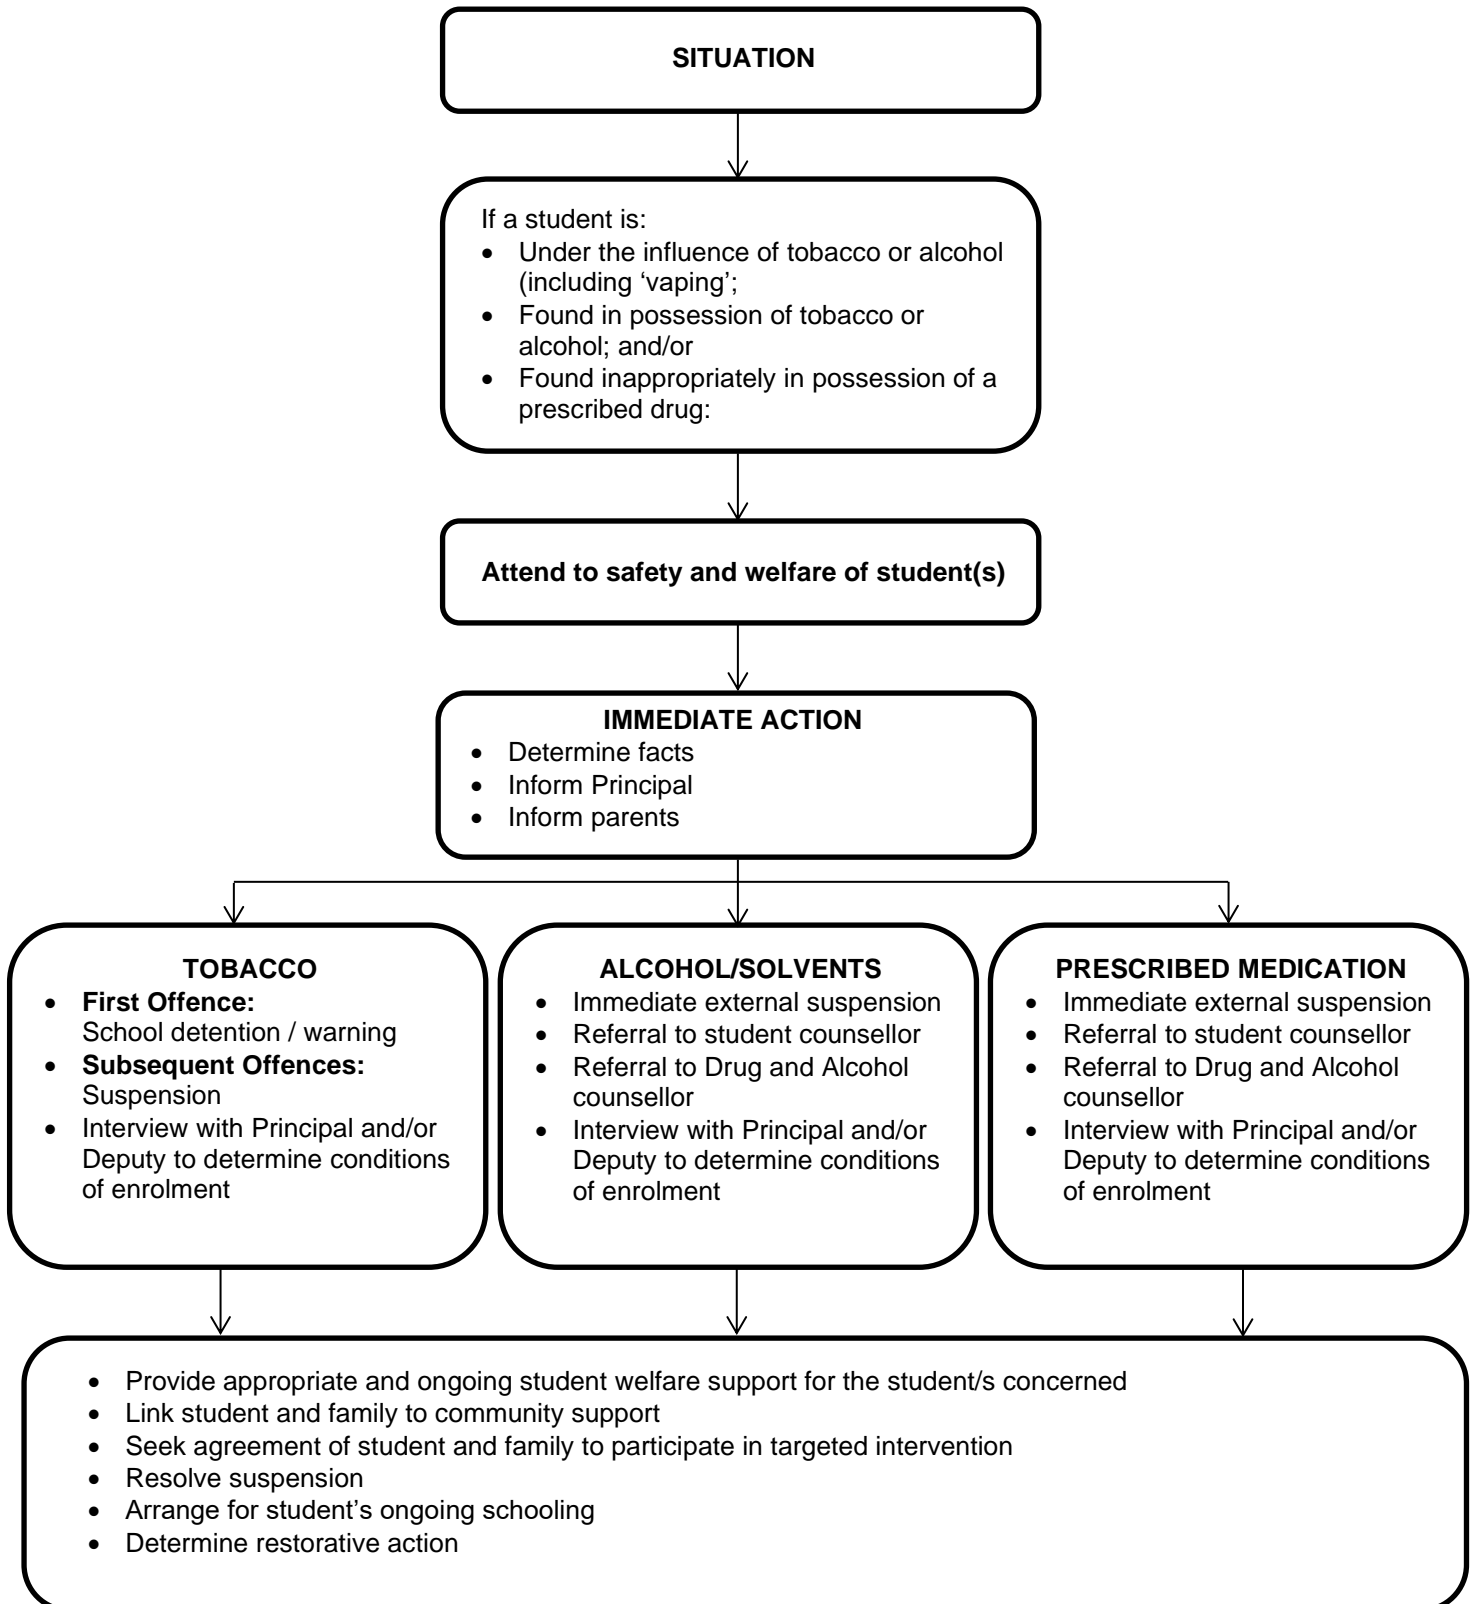 SITUATION
If a student is:
• Under the influence of tobacco or alcohol
(including ‘vaping’;
• Found in possession of tobacco or
alcohol; and/or
• Found inappropriately in possession of a
prescribed drug:
Attend to safety and welfare of student(s)
IMMEDIATE ACTION
• Determine facts
• Inform Principal
• Inform parents
TOBACCO
• First Offence:
School detention / warning
• Subsequent Offences:
Suspension
• Interview with Principal and/or
Deputy to determine conditions
of enrolment
ALCOHOL/SOLVENTS
• Immediate external suspension
• Referral to student counsellor
• Referral to Drug and Alcohol
counsellor
• Interview with Principal and/or
Deputy to determine conditions
of enrolment
PRESCRIBED MEDICATION
• Immediate external suspension
• Referral to student counsellor
• Referral to Drug and Alcohol
counsellor
• Interview with Principal and/or
Deputy to determine conditions
of enrolment
• Provide appropriate and ongoing student welfare support for the student/s concerned
• Link student and family to community support
• Seek agreement of student and family to participate in targeted intervention
• Resolve suspension
• Arrange for student’s ongoing schooling
• Determine restorative action